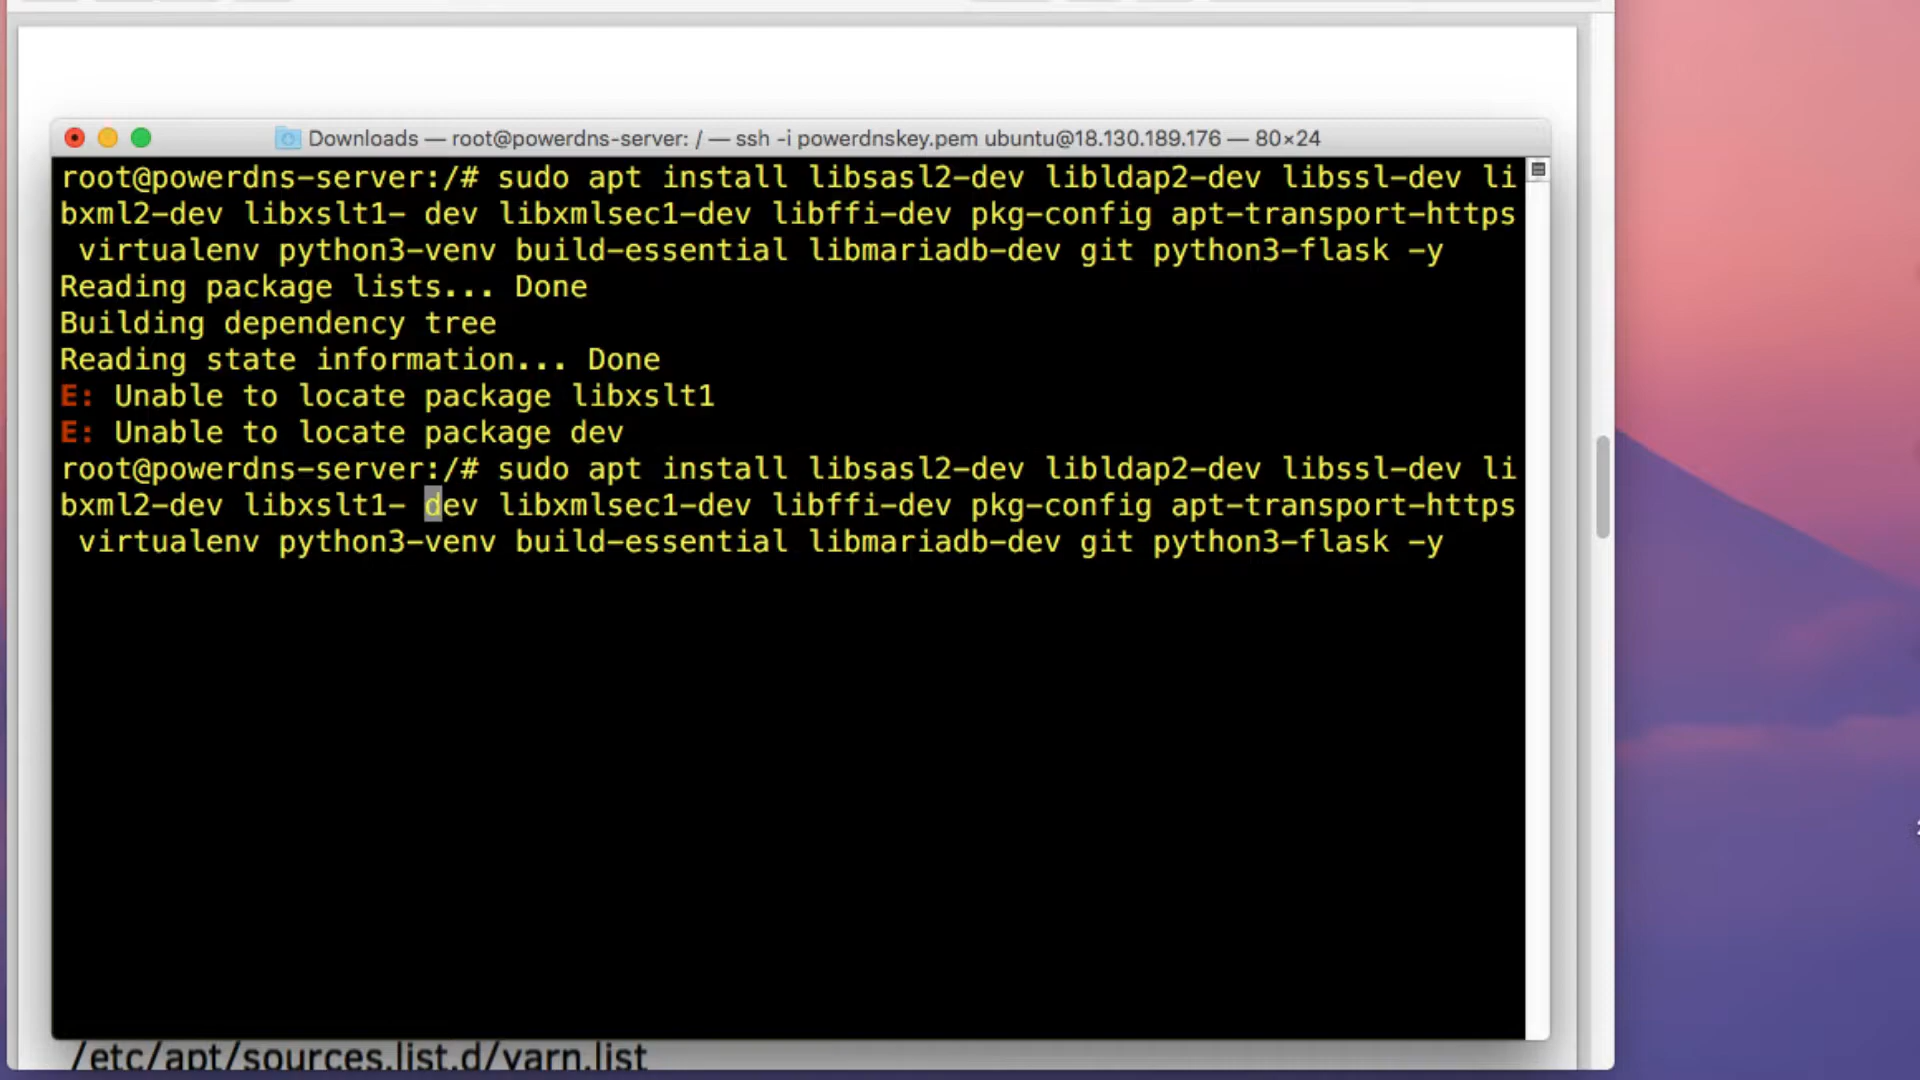 Downloads — root@powerdns-server: / — ssh -i powerdnskey.pem ubuntu@18.130.189.176 — 80×24
root@powerdns-server:/# sudo apt install libsasl2-dev libldap2-dev libssl-dev li
bxml2-dev libxslt1- dev libxmlsec1-dev libffi-dev pkg-config apt-transport-https
 virtualenv python3-venv build-essential libmariadb-dev git python3-flask -y
Reading package lists... Done
Building dependency tree
Reading state information... Done
E: Unable to locate package libxslt1
E: Unable to locate package dev
root@powerdns-server:/# sudo apt install libsasl2-dev libldap2-dev libssl-dev li
bxml2-dev libxslt1- dev libxmlsec1-dev libffi-dev pkg-config apt-transport-https
 virtualenv python3-venv build-essential libmariadb-dev git python3-flask -y
/etc/apt/sources.list.d/yarn.list